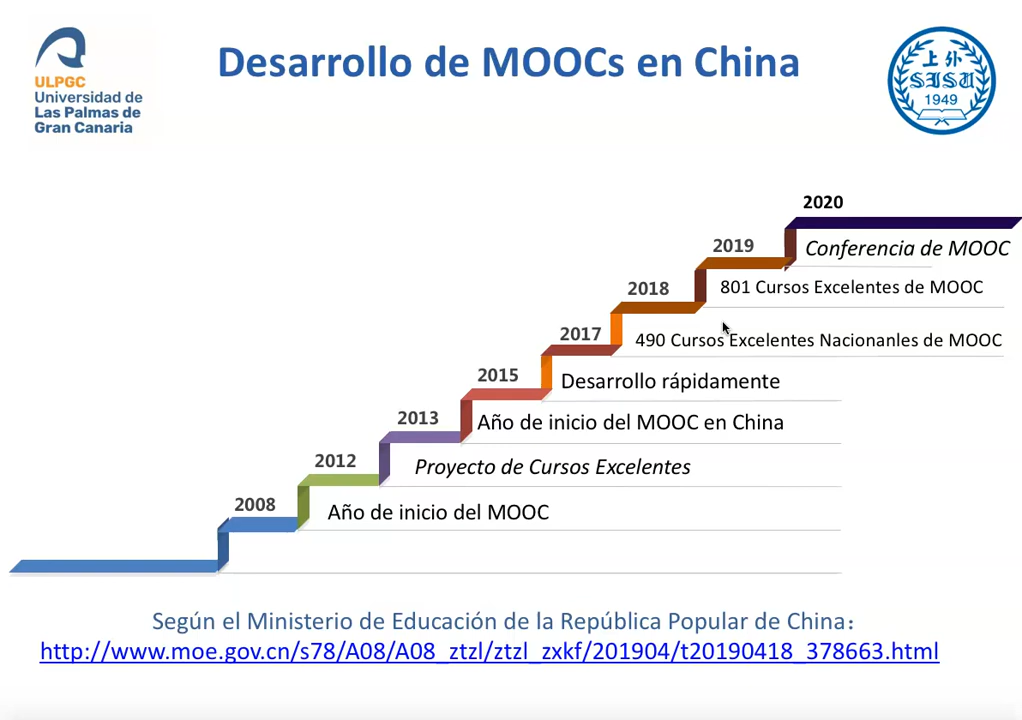 ULPGC
Universidad de
Las Palmas de
Gran Canaria
Desarrollo de MOOCs en China
上外
SISU
1949
2020
Conferencia de MOOC
2019
801 Cursos Excelentes de MOOC
2018
490 Cursos Excelentes Nacionanles de MOOC
2017
Desarrollo rápidamente
2015
Año de inicio del MOOC en China
2013
Proyecto de Cursos Excelentes
2012
Año de inicio del MOOC
2008
Según el Ministerio de Educación de la República Popular de China：
http://www.moe.gov.cn/s78/A08/A08_ztzl/ztzl_zxkf/201904/t20190418_378663.html